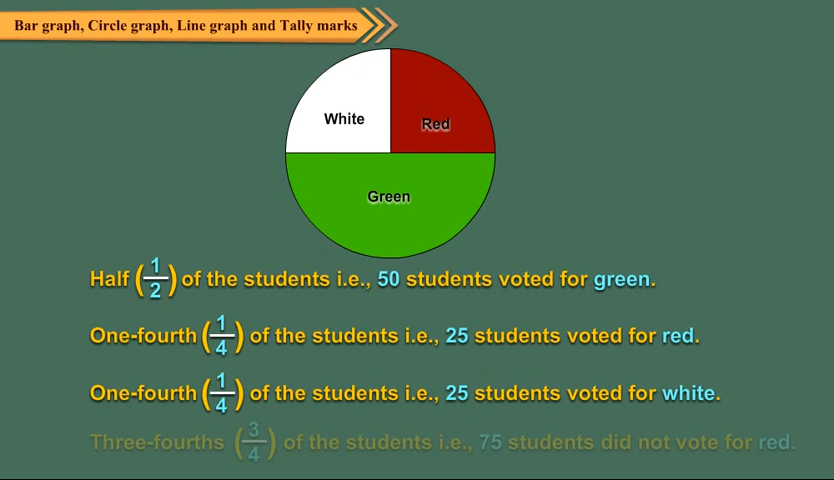 Bar graph, Circle graph, Line graph and Tally marks
White
Red
Green
Half (1/2) of the students i.e., 50 students voted for green.
One-fourth (1/4) of the students i.e., 25 students voted for red.
One-fourth (1/4) of the students i.e., 25 students voted for white.
Three-fourths (3/4) of the students i.e., 75 students did not vote for red.